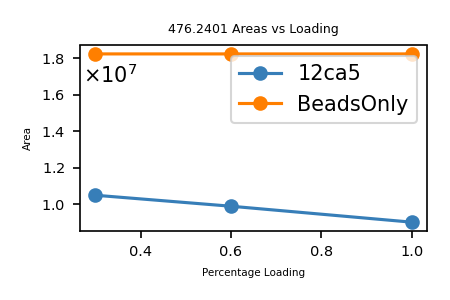 476.2401 Areas vs Loading
1.8
×10⁷
12ca5
1.6
BeadsOnly
1.4
Area
1.2
1.0
0.4 0.6 0.8 1.0
Percentage Loading